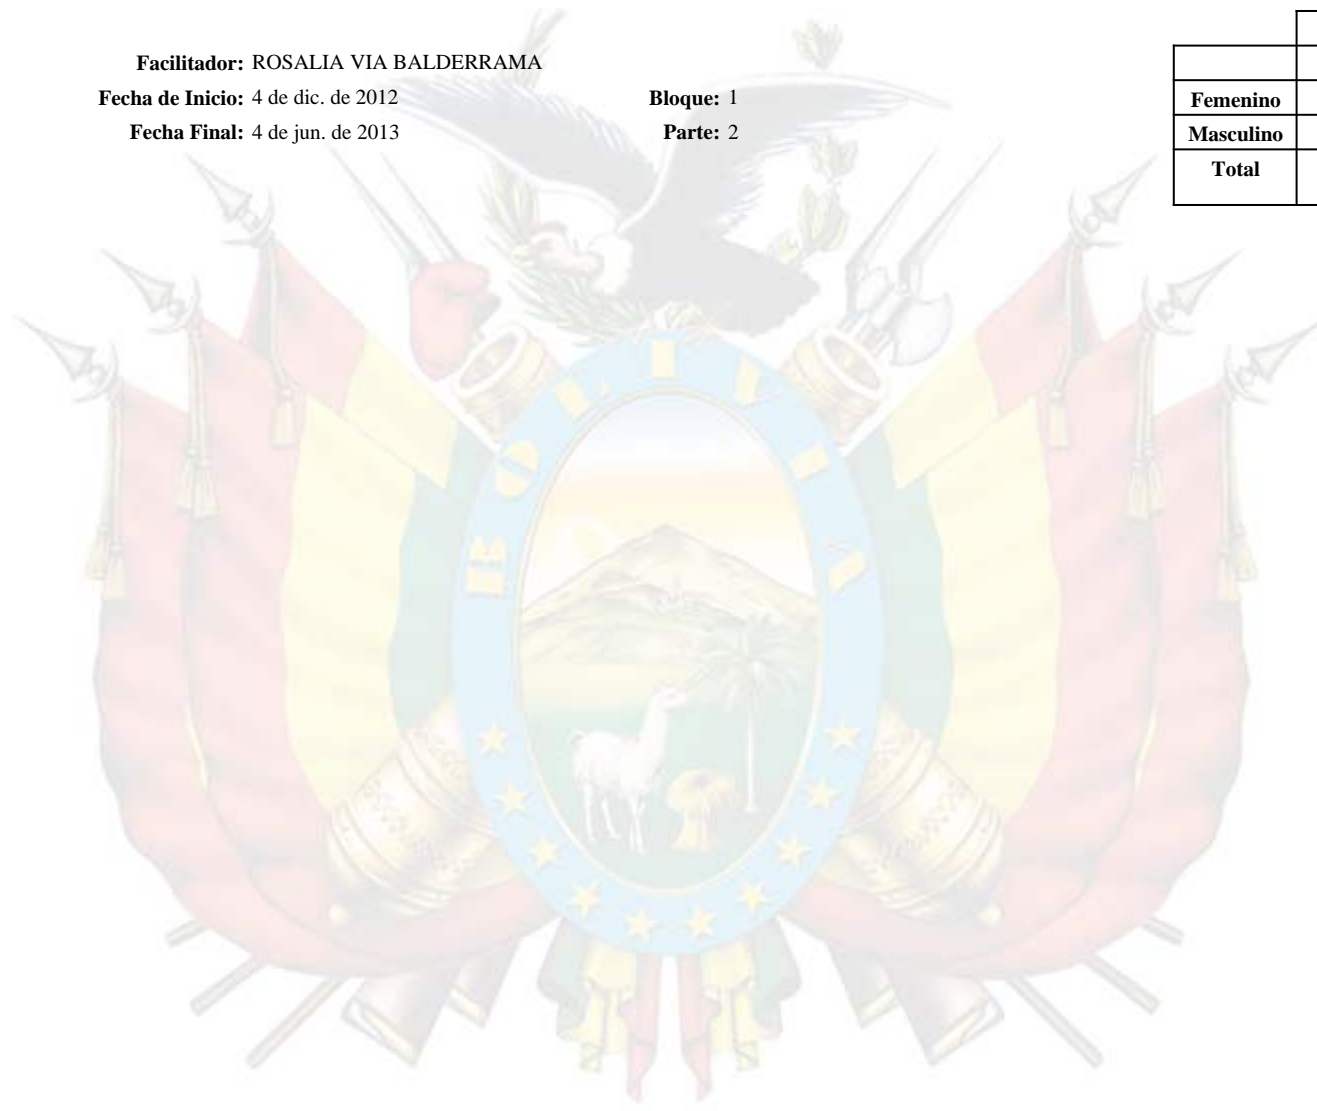 Facilitador: ROSALIA VIA BALDERRAMA
Fecha de Inicio: 4 de dic. de 2012 Bloque: 1
Fecha Final: 4 de jun. de 2013 Parte: 2
Femenino
Masculino
Total
BOLIVIA